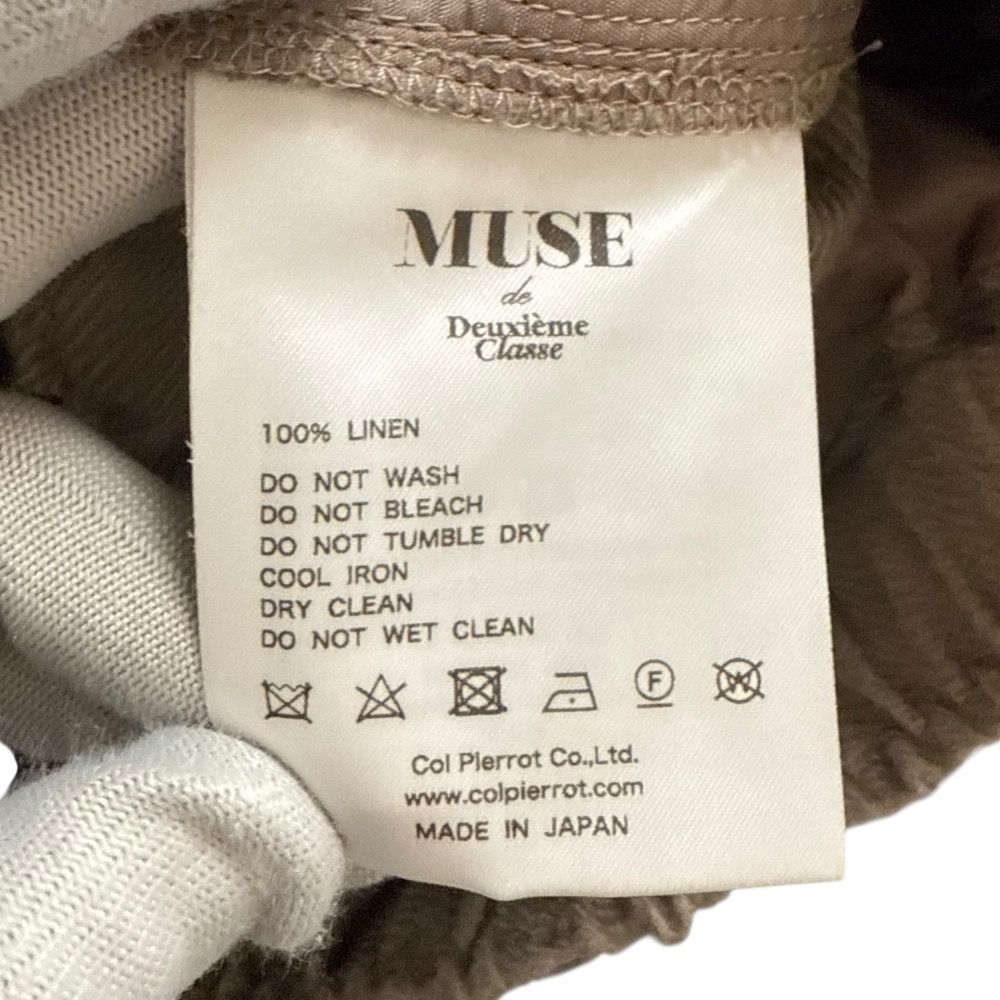 MUSE
de
Deuxième
Classe
100% LINEN
DO NOT WASH
DO NOT BLEACH
DO NOT TUMBLE DRY
COOL IRON
DRY CLEAN
DO NOT WET CLEAN
F W
Col Pierrot Co.,Ltd.
www.colpierrot.com
MADE IN JAPAN